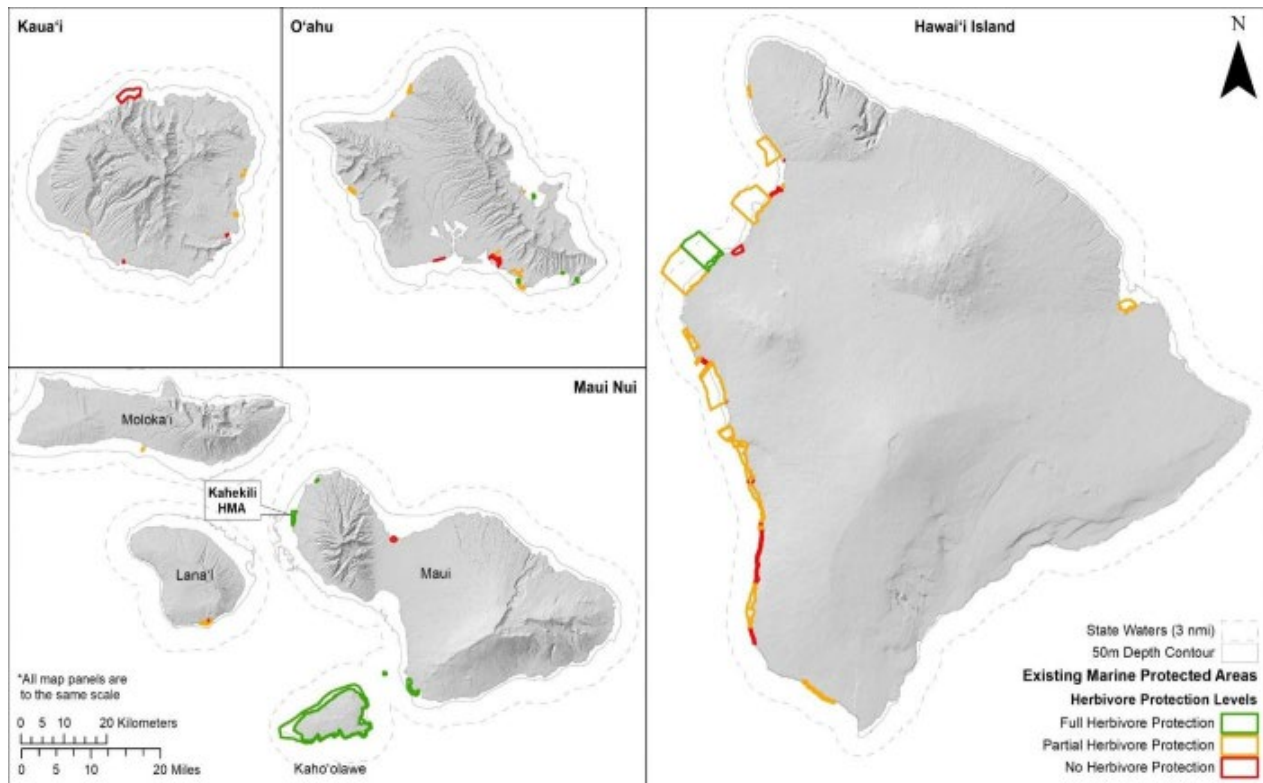 Kaua'i
O'ahu
Hawai'i Island
N
Maui Nui
Moloka'i
Kahekili
HMA
Lana'i
Maui
Kaho'olawe
*All map panels are
to the same scale
0 5 10 20 Kilometers
0 5 10 20 Miles
State Waters (3 nmi)
50m Depth Contour
Existing Marine Protected Areas
Herbivore Protection Levels
Full Herbivore Protection
Partial Herbivore Protection
No Herbivore Protection